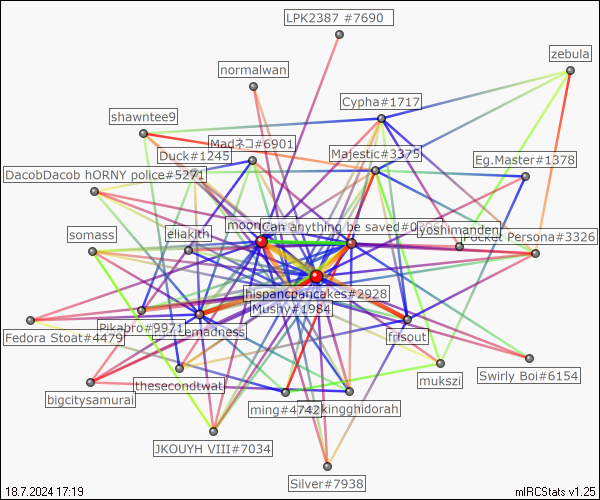 LPK2387 #7690
zebula
normalwan
Cypha#1717
shawntee9
Madネコ#6901
Duck#1245
Majestic#3375
Eg.Master#1378
DacobDacob hORNY police#5271
moon
Can anything be saved#0
yoshimanden
somass
eliakith
Pocket Persona#3326
hispancpancakes#2928
Mushy#1984
Pikabro#9971
emadness
Fedora Stoat#4479
frisout
thesecondtwat
mukszi
Swirly Boi#6154
bigcitysamurai
ming#4742
kingghidorah
JKOUYH VIII#7034
Silver#7938
18.7.2024 17:19
mIRCStats v1.25